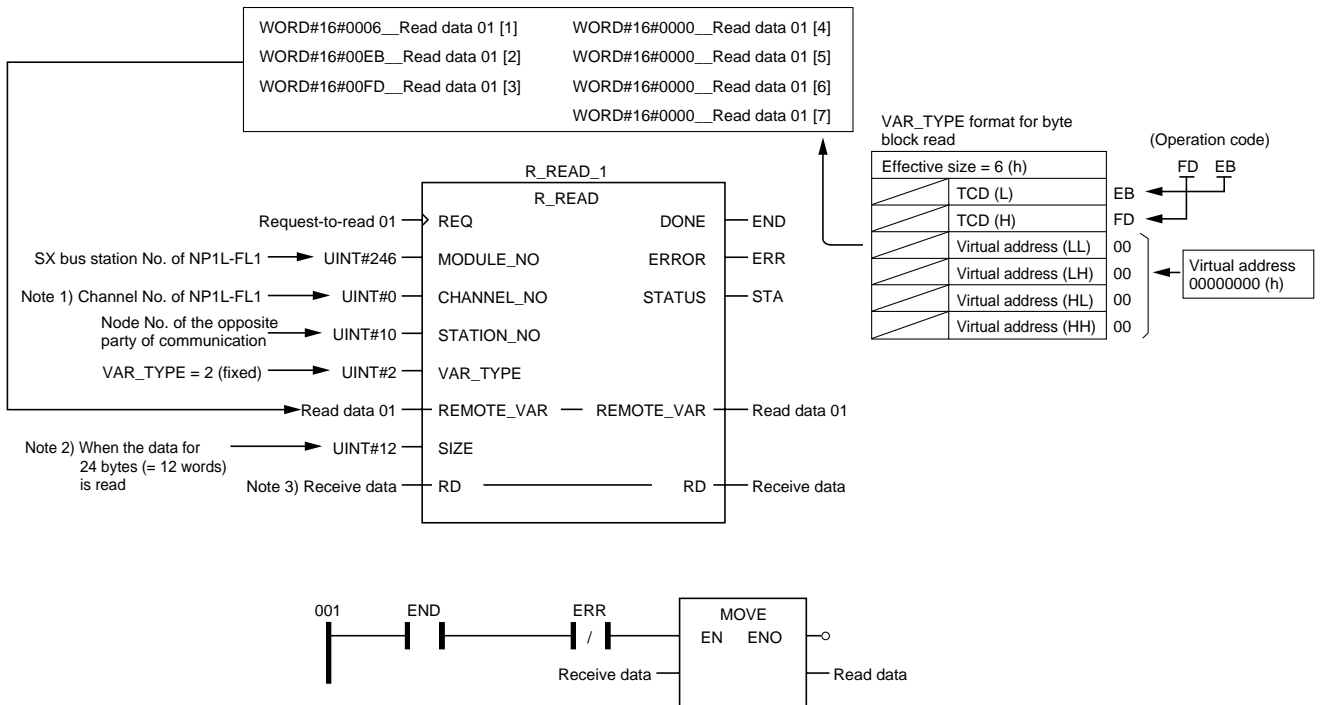 WORD#16#0006__Read data 01 [1]
WORD#16#00EB__Read data 01 [2]
WORD#16#00FD__Read data 01 [3]
WORD#16#0000__Read data 01 [4]
WORD#16#0000__Read data 01 [5]
WORD#16#0000__Read data 01 [6]
WORD#16#0000__Read data 01 [7]
VAR_TYPE format for byte
block read
(Operation code)
FD EB
Effective size = 6 (h)
TCD (L) EB
TCD (H) FD
Virtual address (LL) 00
Virtual address (LH) 00
Virtual address (HL) 00
Virtual address (HH) 00
Virtual address
00000000 (h)
R_READ_1
R_READ
Request-to-read 01 REQ DONE END
SX bus station No. of NP1L-FL1 UINT#246 MODULE_NO ERROR ERR
Note 1) Channel No. of NP1L-FL1 UINT#0 CHANNEL_NO STATUS STA
Node No. of the opposite
party of communication UINT#10 STATION_NO
VAR_TYPE = 2 (fixed) UINT#2 VAR_TYPE
Read data 01 REMOTE_VAR REMOTE_VAR Read data 01
Note 2) When the data for
24 bytes (= 12 words)
is read
UINT#12 SIZE
Note 3) Receive data RD RD Receive data
001 END ERR MOVE
/ EN ENO
Receive data Read data